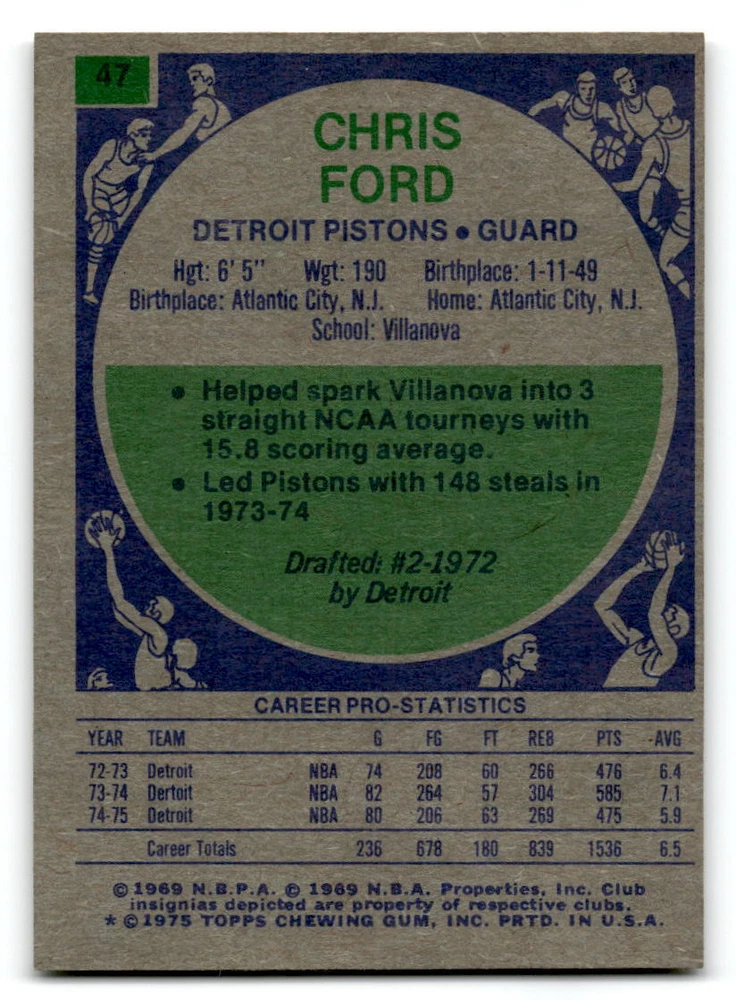 47
CHRIS
FORD
DETROIT PISTONS • GUARD
Hgt: 6' 5" Wgt: 190 Birthplace: 1-11-49
Birthplace: Atlantic City, N.J. Home: Atlantic City, N.J.
School: Villanova
• Helped spark Villanova into 3
straight NCAA tourneys with
15.8 scoring average.
• Led Pistons with 148 steals in
1973-74
Drafted: #2-1972
by Detroit
CAREER PRO-STATISTICS
YEAR TEAM G FG FT REB PTS -AVG
72-73 Detroit NBA 74 208 60 266 476 6.4
73-74 Dertoit NBA 82 264 57 304 585 7.1
74-75 Detroit NBA 80 206 63 269 475 5.9
Career Totals 236 678 180 839 1536 6.5
© 1969 N.B.P.A. © 1969 N.B.A. Properties, Inc. Club
insignias depicted are property of respective clubs.
* © 1975 TOPPS CHEWING GUM, INC. PRTD. IN U.S.A.